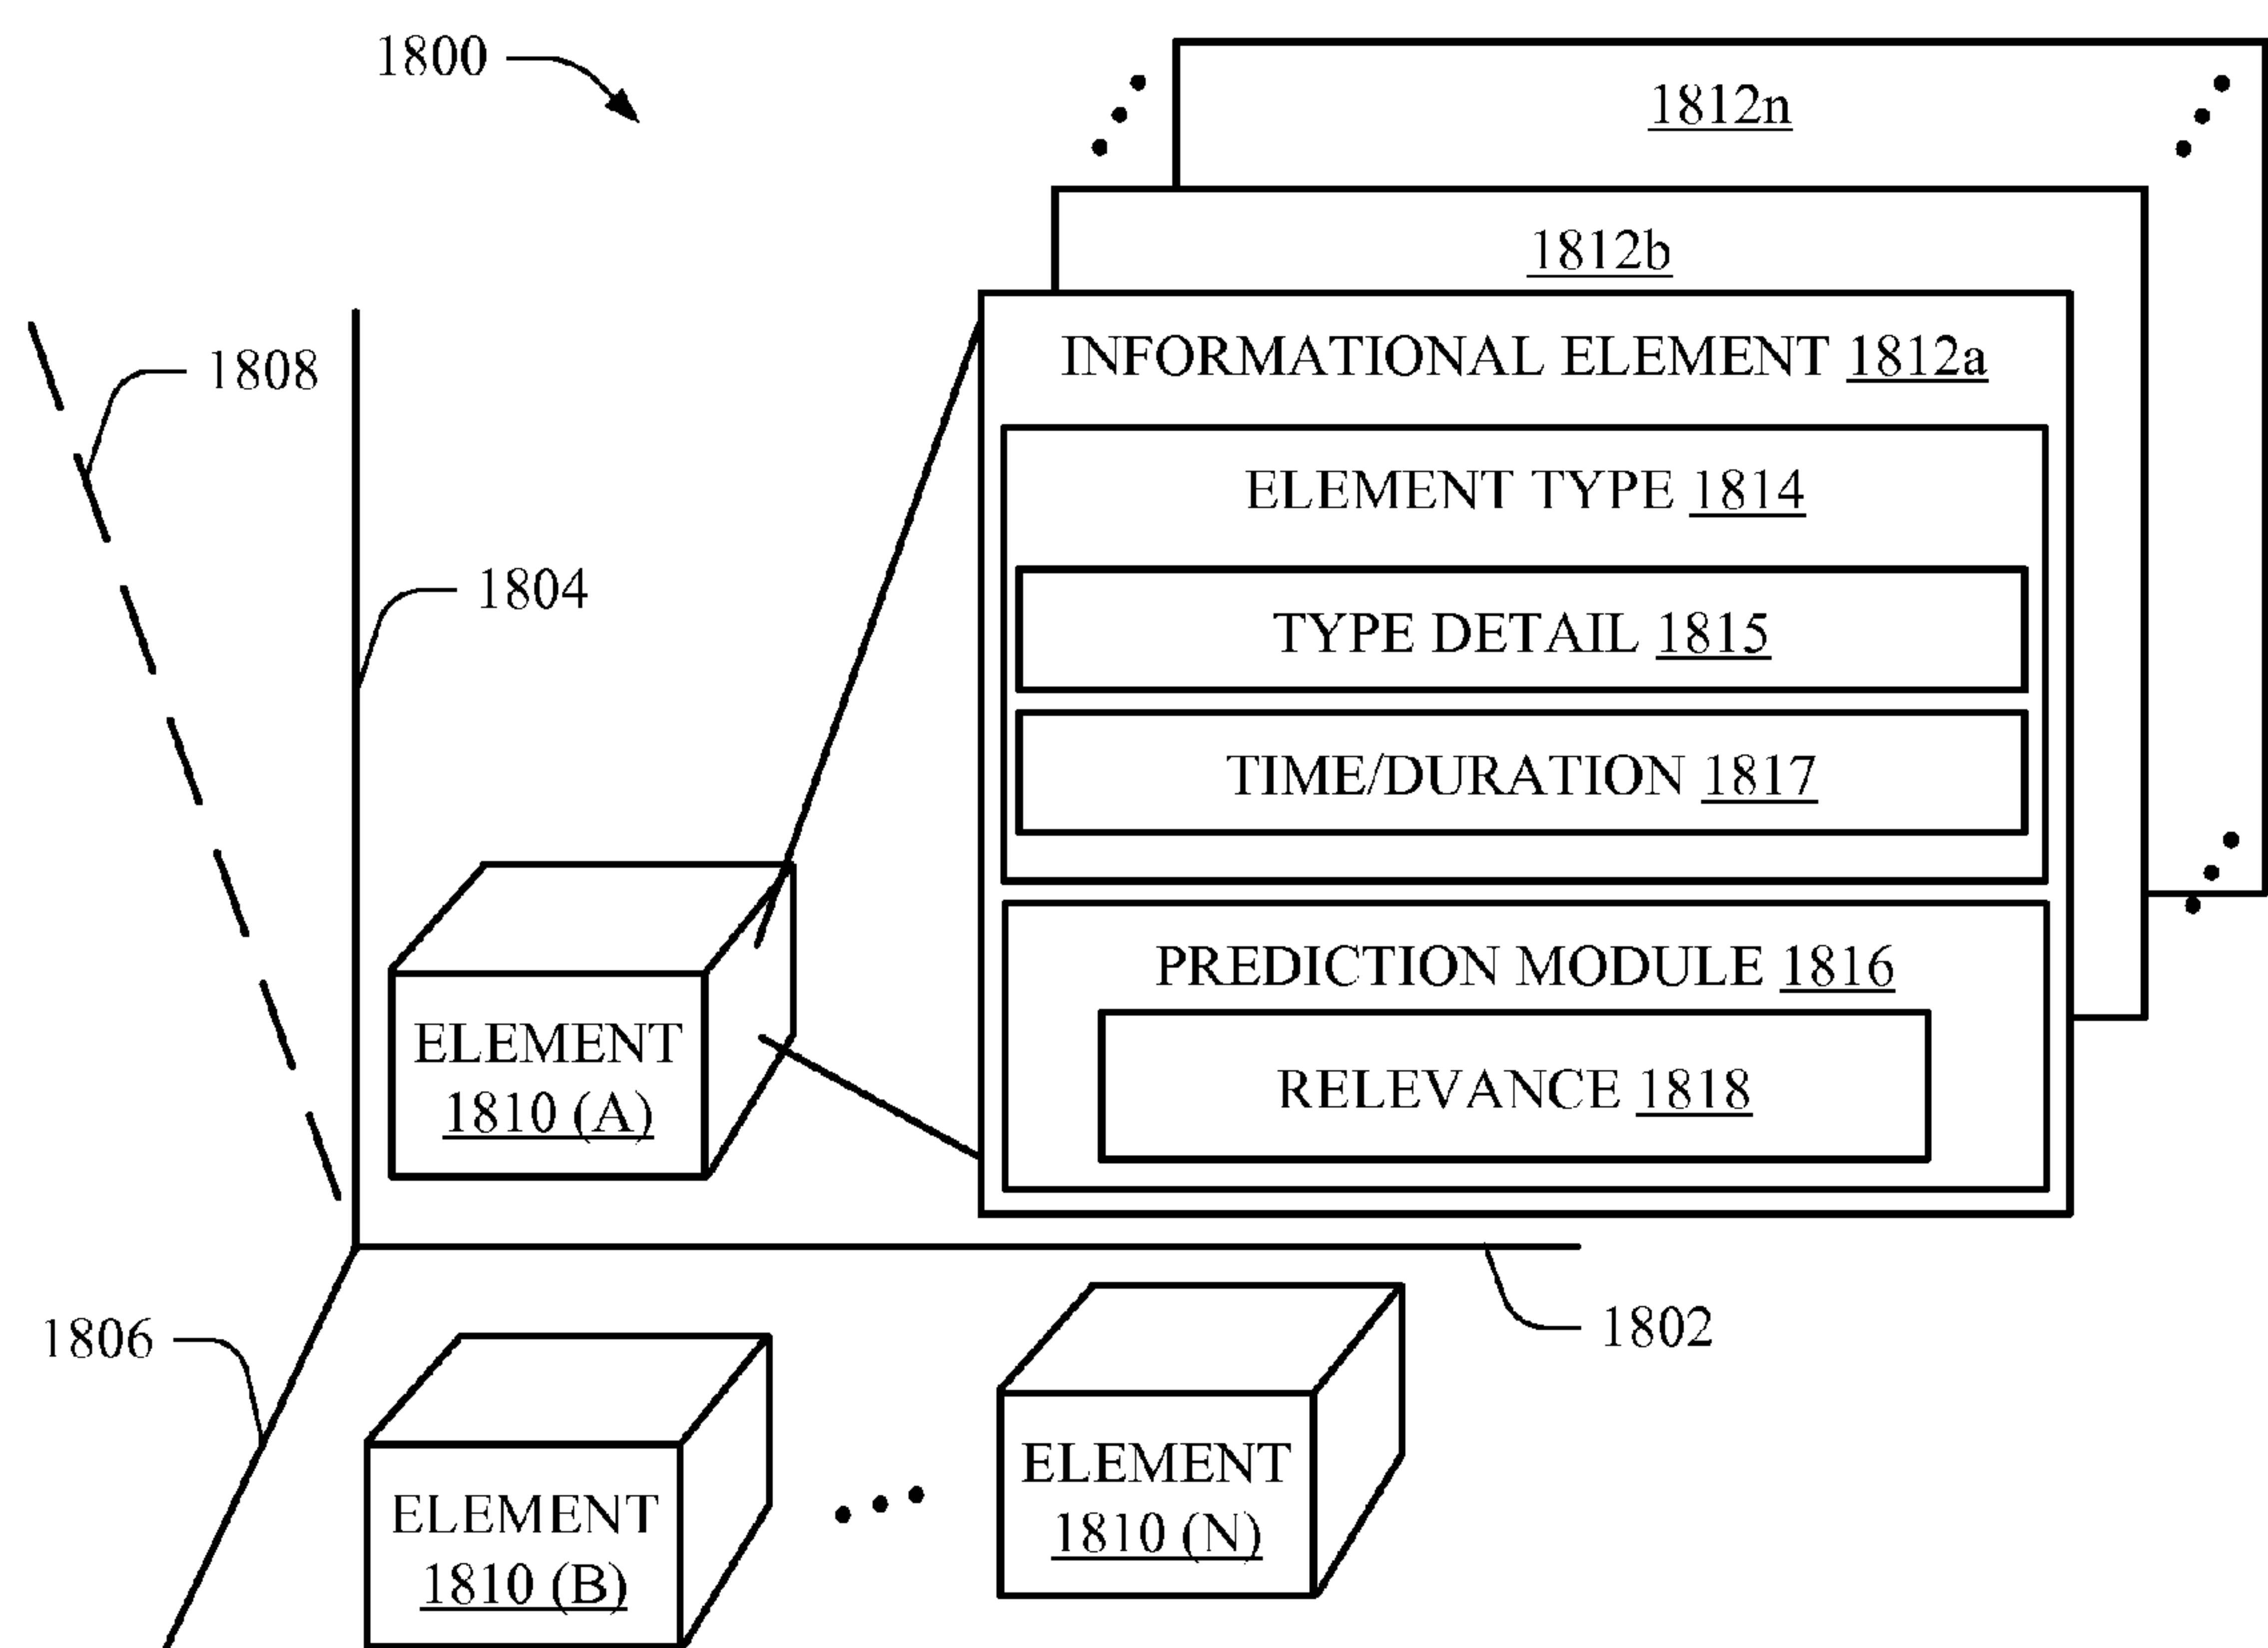 1800
1812n
1812b
INFORMATIONAL ELEMENT 1812a
1808
ELEMENT TYPE 1814
1804
TYPE DETAIL 1815
TIME/DURATION 1817
PREDICTION MODULE 1816
ELEMENT
1810 (A)
RELEVANCE 1818
1806
1802
ELEMENT
1810 (B)
ELEMENT
1810 (N)